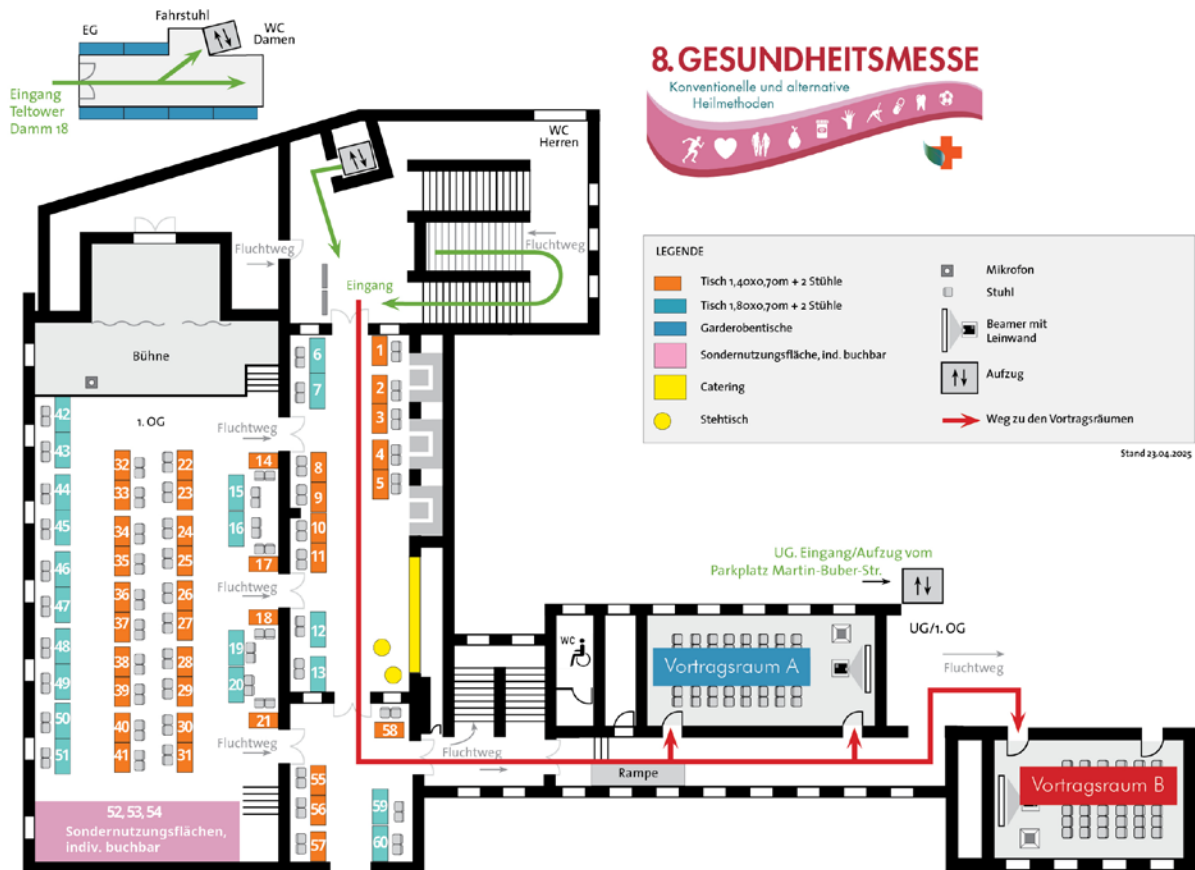 EG
Fahrstuhl
WC
Damen
Eingang
Teltower
Damm 18
8. GESUNDHEITSMESSE
Konventionelle und alternative
Heilmethoden
WC
Herren
Fluchtweg
Fluchtweg
Eingang
LEGENDE
Tisch 1,40x0,70m + 2 Stühle
Tisch 1,80x0,70m + 2 Stühle
Garderobentische
Sondernutzungsfläche, ind. buchbar
Catering
Stehtisch
Mikrofon
Stuhl
Beamer mit
Leinwand
Aufzug
Weg zu den Vortragsräumen
Stand 23.04.2025
Bühne
1. OG
6
7
1
2
3
4
5
Fluchtweg
8
9
10
11
12
13
42
43
44
45
46
47
48
49
50
51
32
33
34
35
36
37
38
39
40
41
22
23
24
25
26
27
28
29
30
31
14
15
16
17
Fluchtweg
18
19
20
21
Fluchtweg
52, 53, 54
Sondernutzungsflächen,
indiv. buchbar
55
56
57
58
59
60
Fluchtweg
WC
Rampe
UG. Eingang/Aufzug vom
Parkplatz Martin-Buber-Str.
UG/1. OG
Fluchtweg
Vortragsraum A
Vortragsraum B